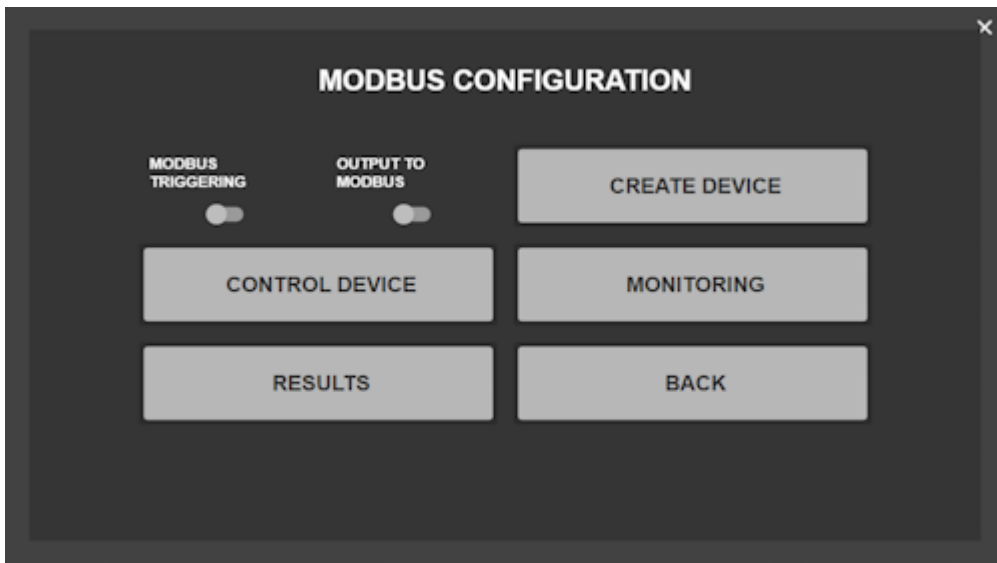 MODBUS CONFIGURATION
MODBUS
TRIGGERING
OUTPUT TO
MODBUS
CREATE DEVICE
CONTROL DEVICE
MONITORING
RESULTS
BACK